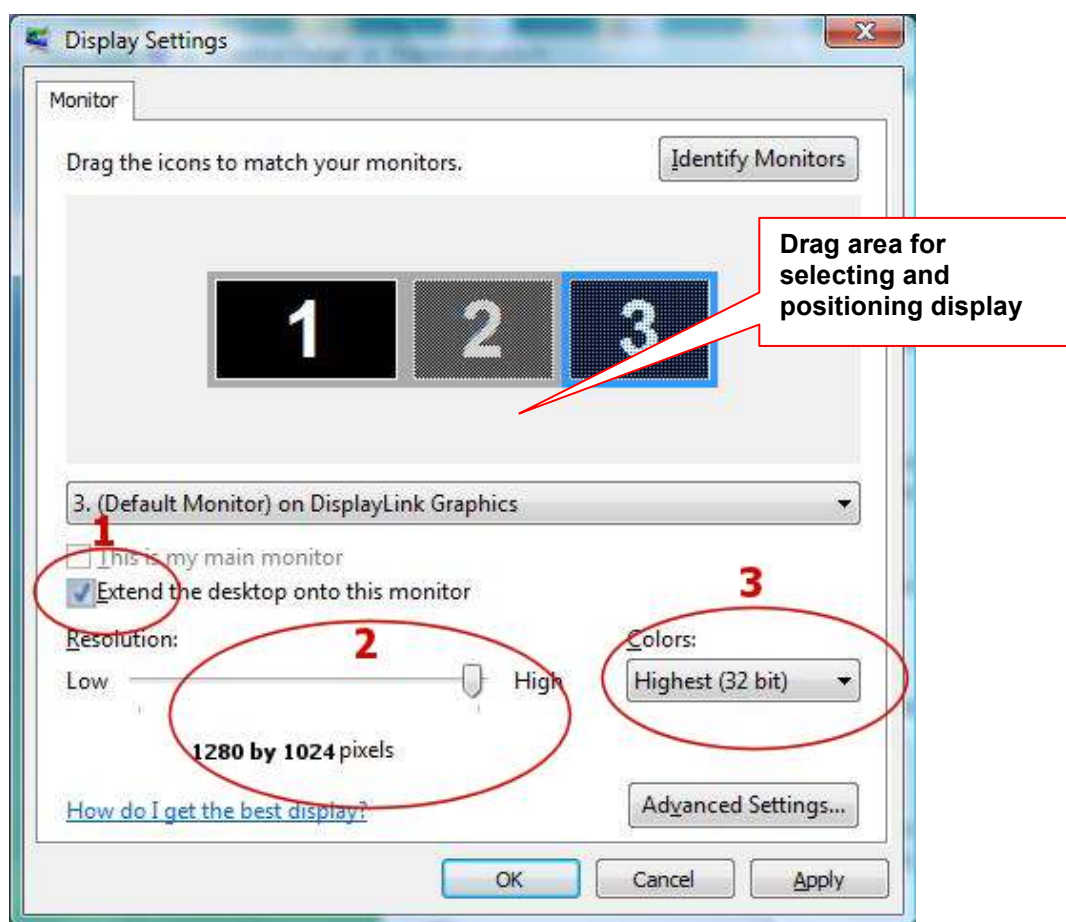 Display Settings
Monitor
Drag the icons to match your monitors.
Identify Monitors
1 2 3
Drag area for
selecting and
positioning display
3. (Default Monitor) on DisplayLink Graphics
1
This is my main monitor
Extend the desktop onto this monitor
2
3
Resolution:
Colors:
Low High
Highest (32 bit)
1280 by 1024 pixels
How do I get the best display?
Advanced Settings...
OK Cancel Apply